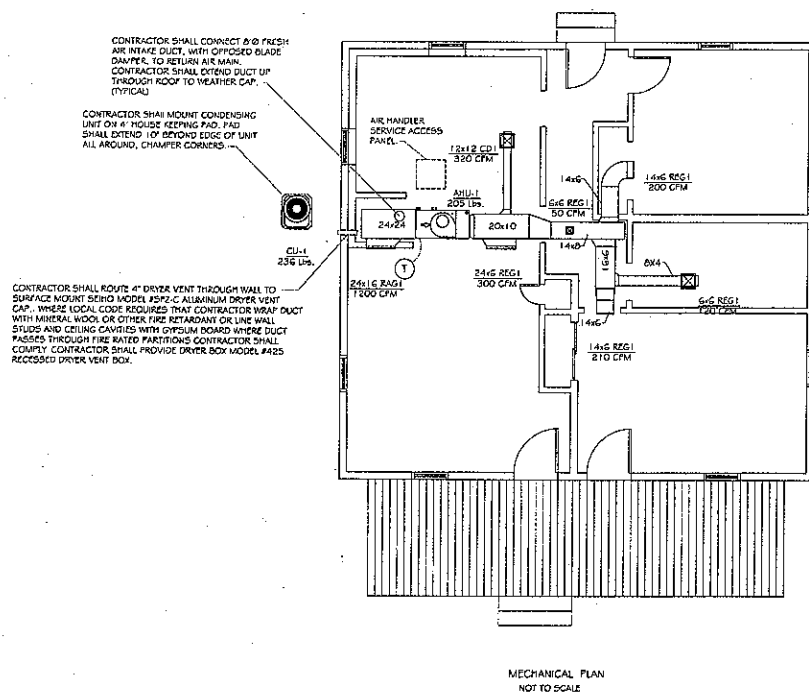 CONTRACTOR SHALL CONNECT 8"Ø FRESH
AIR INTAKE DUCT, WITH OPPOSED BLADE
DAMPER, TO RETURN AIR MAIN.
CONTRACTOR SHALL EXTEND DUCT UP
THROUGH ROOF TO WEATHER CAP.
(TYPICAL)
CONTRACTOR SHALL MOUNT CONDENSING
UNIT ON 4" HOUSE KEEPING PAD. PAD
SHALL EXTEND 10" BEYOND EDGE OF UNIT
ALL AROUND, CHAMFER CORNERS.
AIR HANDLER
SERVICE ACCESS
PANEL.
12x12 CD1
320 CFM
AHU-1
205 Lbs.
14x6
14x6 REG1
200 CFM
6x6 REG1
50 CFM
24x24
20x10
14x8
CU-1
236 Lbs.
T
16x6
8X4
24x16 RAG1
1200 CFM
24x6 REG1
300 CFM
6x6 REG1
120 CFM
14x6
14x6 REG1
210 CFM
CONTRACTOR SHALL ROUTE 4" DRYER VENT THROUGH WALL TO
SURFACE MOUNT SEIHO MODEL #SFZ-C ALUMINUM DRYER VENT
CAP.. WHERE LOCAL CODE REQUIRES THAT CONTRACTOR WRAP DUCT
WITH MINERAL WOOL OR OTHER FIRE RETARDANT OR LINE WALL
STUDS AND CEILING CAVITIES WITH GYPSUM BOARD WHERE DUCT
PASSES THROUGH FIRE RATED PARTITIONS CONTRACTOR SHALL
COMPLY CONTRACTOR SHALL PROVIDE DRYER BOX MODEL #425
RECESSED DRYER VENT BOX.
MECHANICAL PLAN
NOT TO SCALE